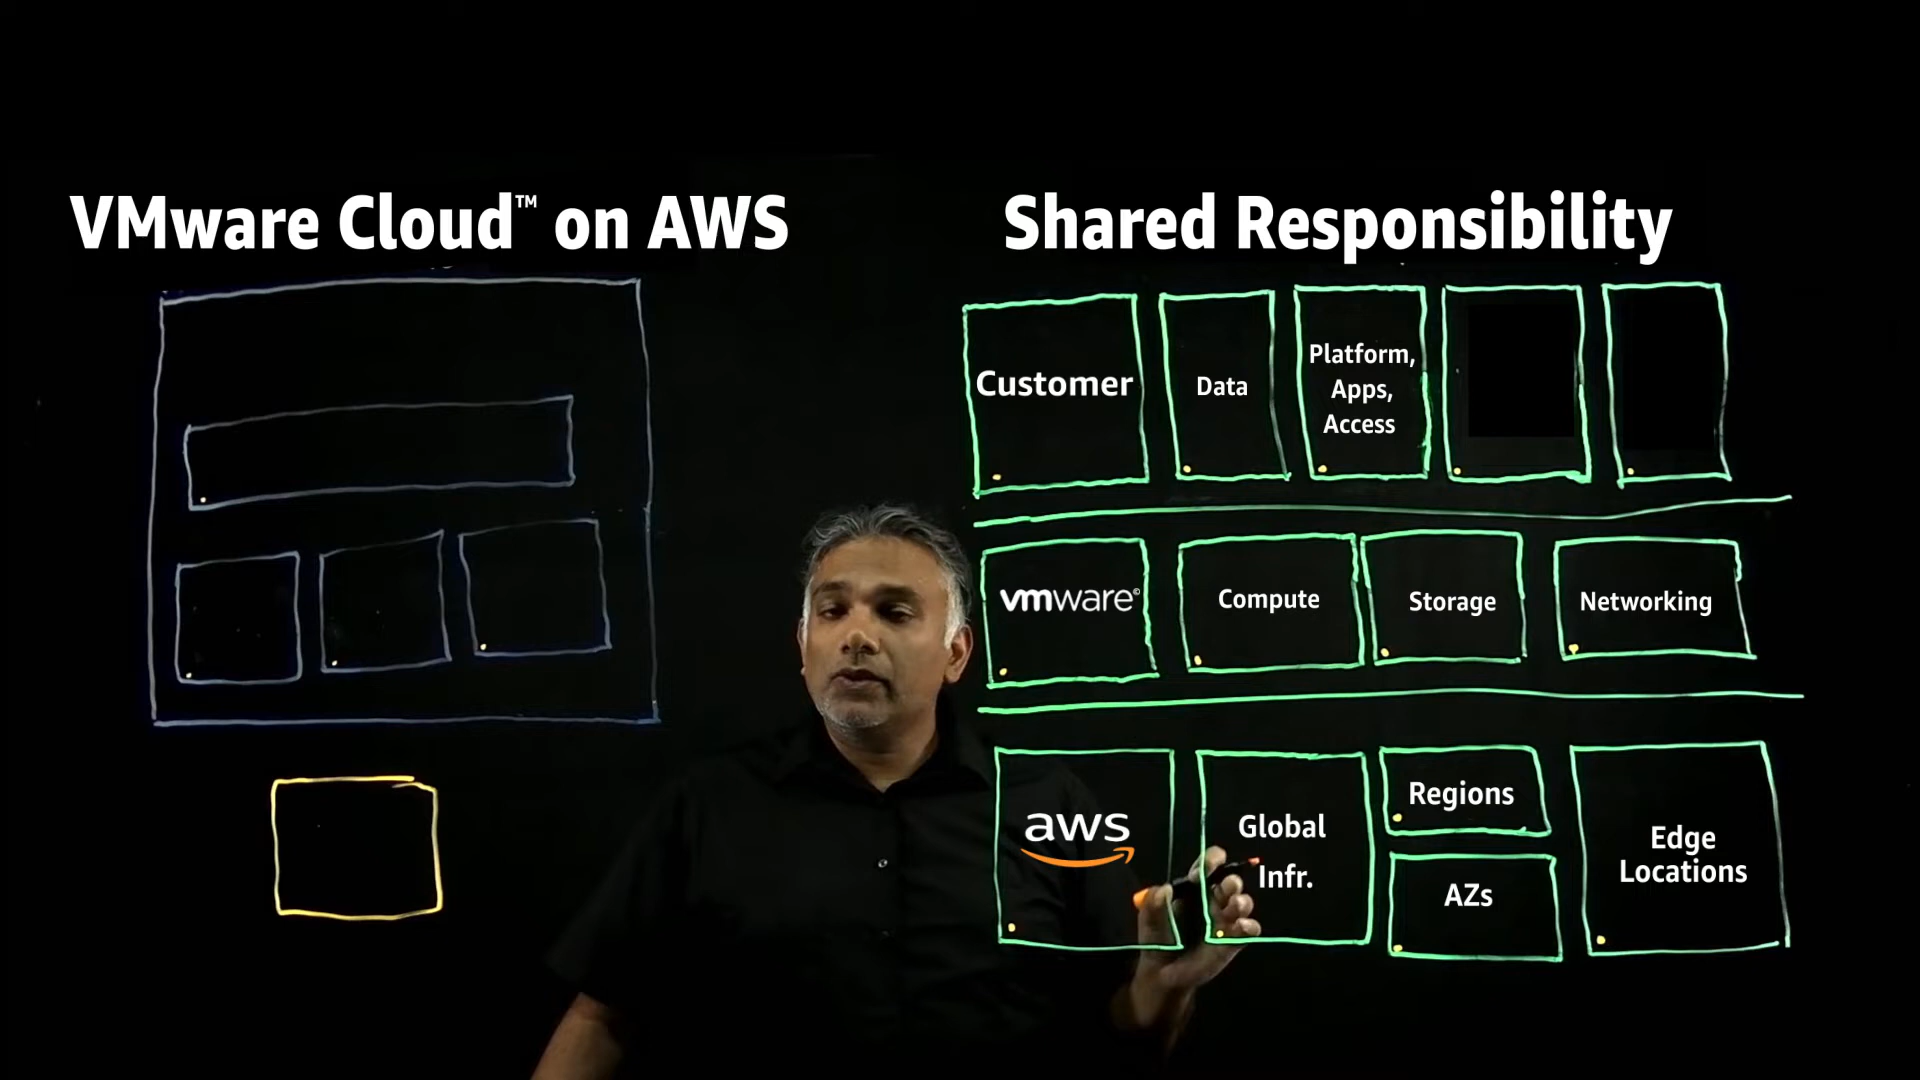 VMware Cloud™ on AWS
Shared Responsibility
Customer
Data
Platform,
Apps,
Access
vmware®
Compute
Storage
Networking
aws
Global
Infr.
Regions
AZs
Edge
Locations